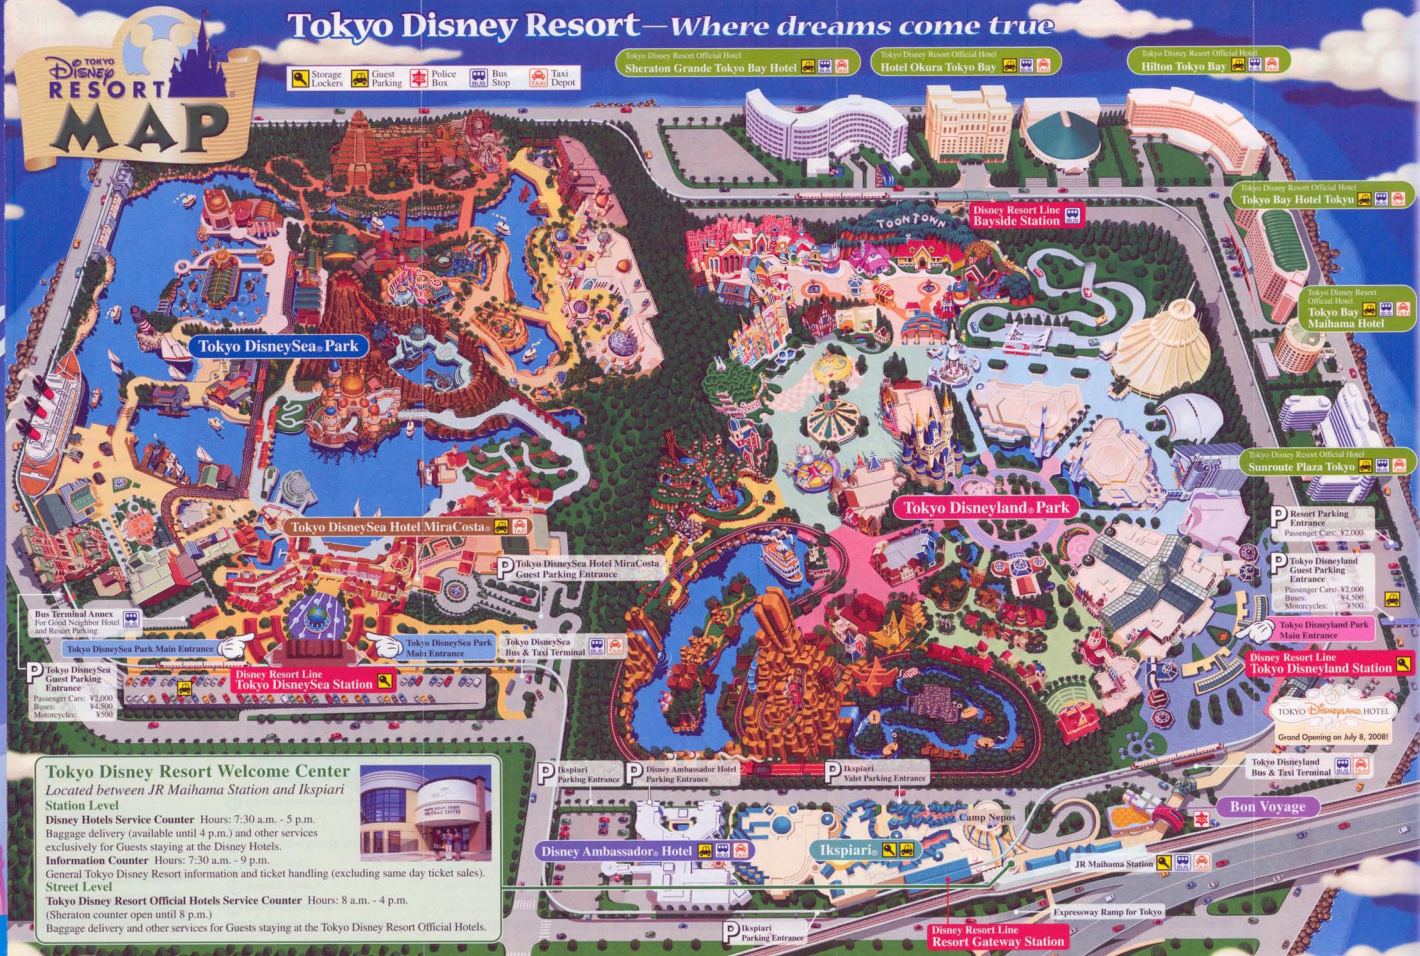 Tokyo Disney Resort—Where dreams come true
TOKYO
Disney
RESORT®
MAP
Storage
Lockers
Guest
Parking
Police
Box
BUS
Bus
Stop
TAXI
Taxi
Depot
Tokyo Disney Resort Official Hotel
Sheraton Grande Tokyo Bay Hotel
Tokyo Disney Resort Official Hotel
Hotel Okura Tokyo Bay
Tokyo Disney Resort Official Hotel
Hilton Tokyo Bay
Tokyo Disney Resort Official Hotel
Tokyo Bay Hotel Tokyu
Disney Resort Line
Bayside Station
TOONTOWN
Tokyo Disney Resort
Official Hotel
Tokyo Bay
Maihama Hotel
Tokyo DisneySea® Park
Tokyo Disney Resort Official Hotel
Sunroute Plaza Tokyo
Tokyo Disneyland® Park
Tokyo DisneySea Hotel MiraCosta®
P Resort Parking
Entrance
Passenger Cars: ¥2,000
P Tokyo DisneySea Hotel MiraCosta
Guest Parking Entrance
P Tokyo Disneyland
Guest Parking
Entrance
Passenger Cars: ¥2,000
Buses: ¥4,500
Motorcycles: ¥500
Bus Terminal Annex
For Good Neighbor Hotel
and Resort Parking
Tokyo DisneySea Park Main Entrance
Tokyo DisneySea Park
Main Entrance
Tokyo DisneySea
Bus & Taxi Terminal
Tokyo Disneyland Park
Main Entrance
Disney Resort Line
Tokyo Disneyland Station
P Tokyo DisneySea
Guest Parking
Entrance
Passenger Cars: ¥2,000
Buses: ¥4,500
Motorcycles: ¥500
Disney Resort Line
Tokyo DisneySea Station
TOKYO Disneyland HOTEL
Grand Opening on July 8, 2008!
Tokyo Disneyland
Bus & Taxi Terminal
Bon Voyage
P Ikspiari
Parking Entrance
P Disney Ambassador Hotel
Parking Entrance
P Ikspiari
Valet Parking Entrance
Camp Nepos
Disney Ambassador® Hotel
Ikspiari®
JR Maihama Station
Expressway Ramp for Tokyo
P Ikspiari
Parking Entrance
Disney Resort Line
Resort Gateway Station
Tokyo Disney Resort Welcome Center
Located between JR Maihama Station and Ikspiari
Station Level
Disney Hotels Service Counter Hours: 7:30 a.m. - 5 p.m.
Baggage delivery (available until 4 p.m.) and other services
exclusively for Guests staying at the Disney Hotels.
Information Counter Hours: 7:30 a.m. - 9 p.m.
General Tokyo Disney Resort information and ticket handling (excluding same day ticket sales).
Street Level
Tokyo Disney Resort Official Hotels Service Counter Hours: 8 a.m. - 4 p.m.
(Sheraton counter open until 8 p.m.)
Baggage delivery and other services for Guests staying at the Tokyo Disney Resort Official Hotels.